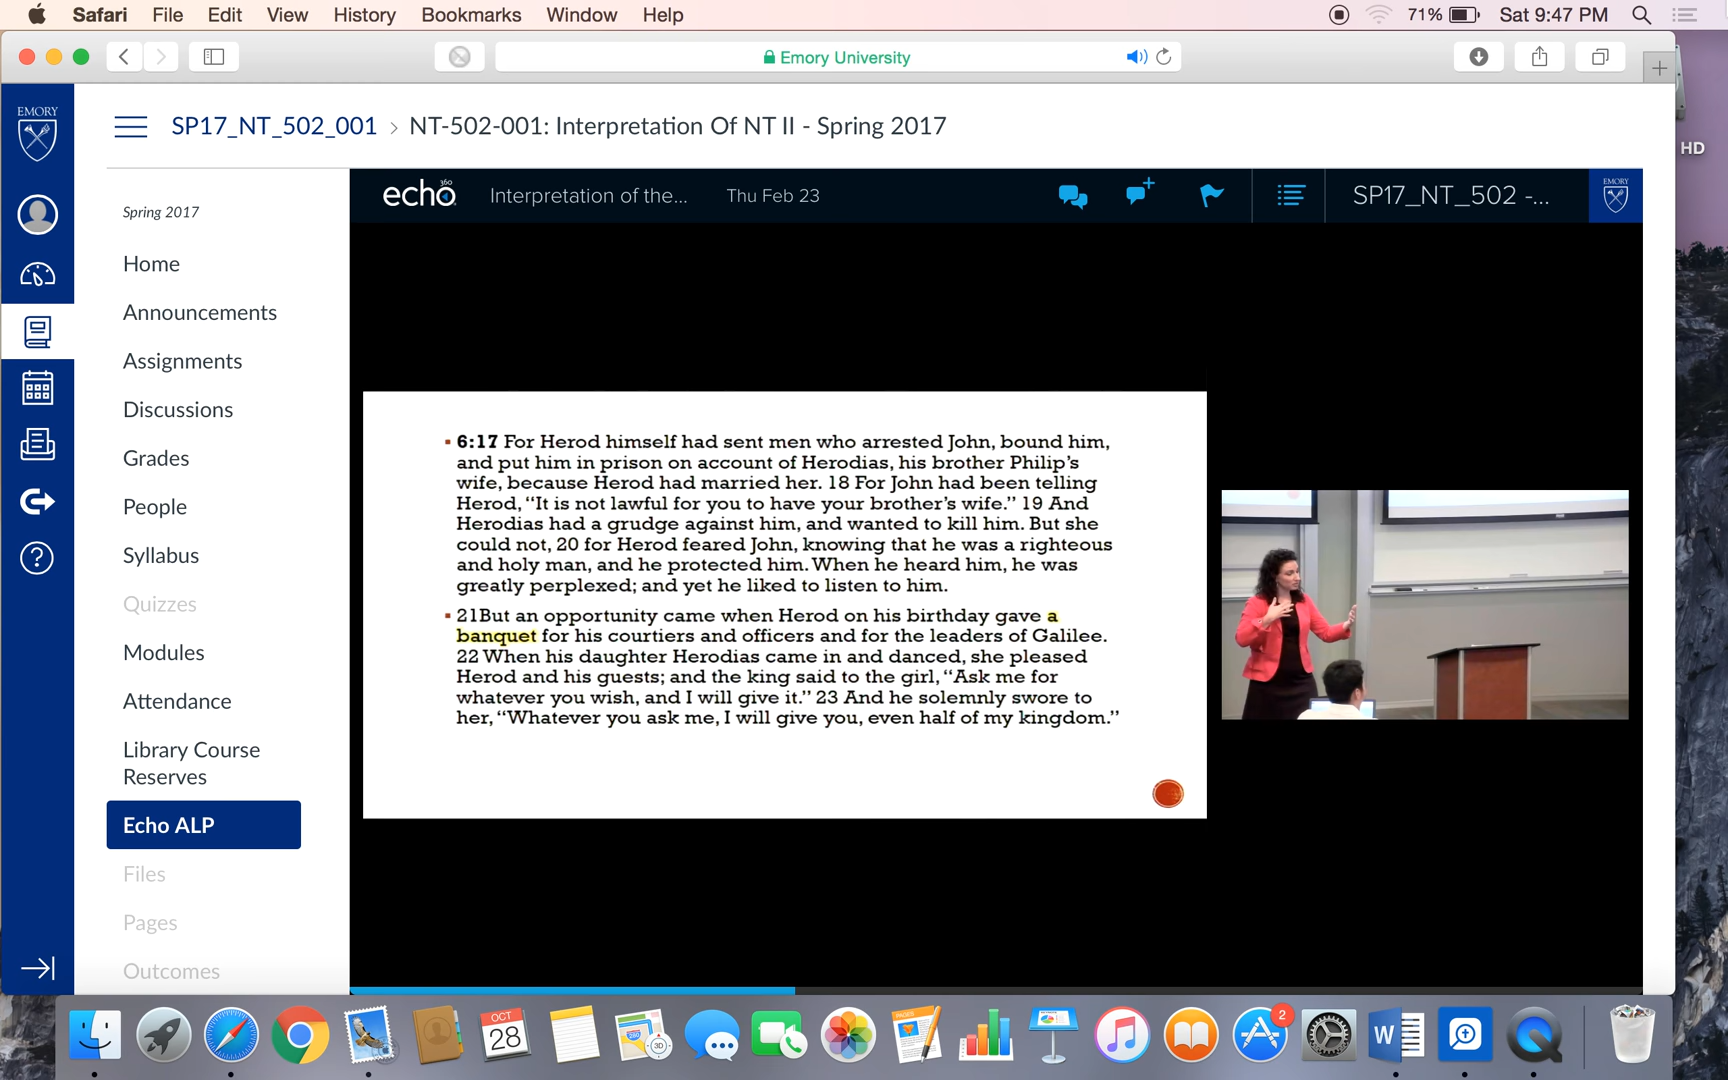 Safari File Edit View History Bookmarks Window Help 71% Sat 9:47 PM
Emory University
HD
EMORY
SP17_NT_502_001 > NT-502-001: Interpretation Of NT II - Spring 2017
Spring 2017
Home
Announcements
Assignments
Discussions
Grades
People
Syllabus
Quizzes
Modules
Attendance
Library Course
Reserves
Echo ALP
Files
Pages
Outcomes
echo 360 Interpretation of the... Thu Feb 23 SP17_NT_502 -... EMORY
▪ 6:17 For Herod himself had sent men who arrested John, bound him,
and put him in prison on account of Herodias, his brother Philip’s
wife, because Herod had married her. 18 For John had been telling
Herod, “It is not lawful for you to have your brother’s wife.” 19 And
Herodias had a grudge against him, and wanted to kill him. But she
could not, 20 for Herod feared John, knowing that he was a righteous
and holy man, and he protected him. When he heard him, he was
greatly perplexed; and yet he liked to listen to him.
▪ 21But an opportunity came when Herod on his birthday gave a
banquet for his courtiers and officers and for the leaders of Galilee.
22 When his daughter Herodias came in and danced, she pleased
Herod and his guests; and the king said to the girl, “Ask me for
whatever you wish, and I will give it.” 23 And he solemnly swore to
her, “Whatever you ask me, I will give you, even half of my kingdom.”
OCT
28
3D
PAGES
2
W